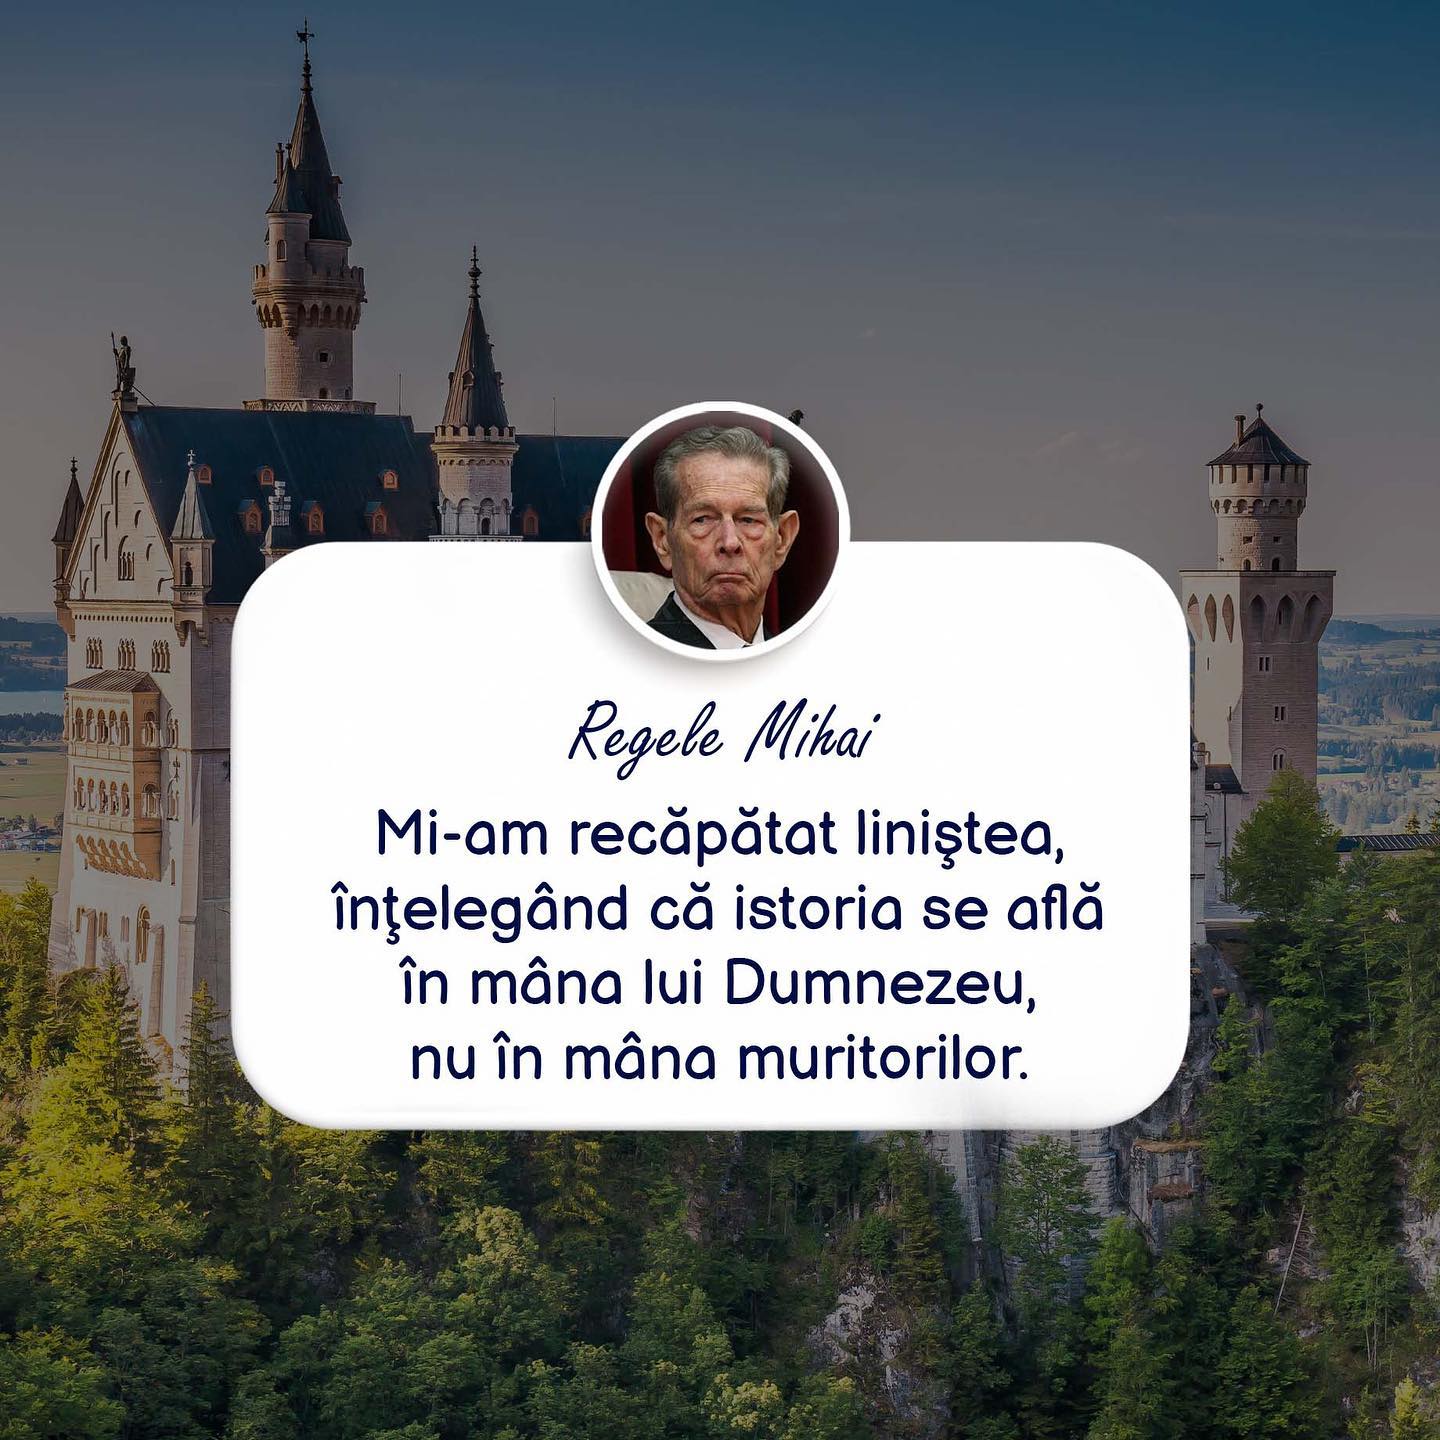 Regele Mihai
Mi-am recăpătat liniştea,
înţelegând că istoria se află
în mâna lui Dumnezeu,
nu în mâna muritorilor.